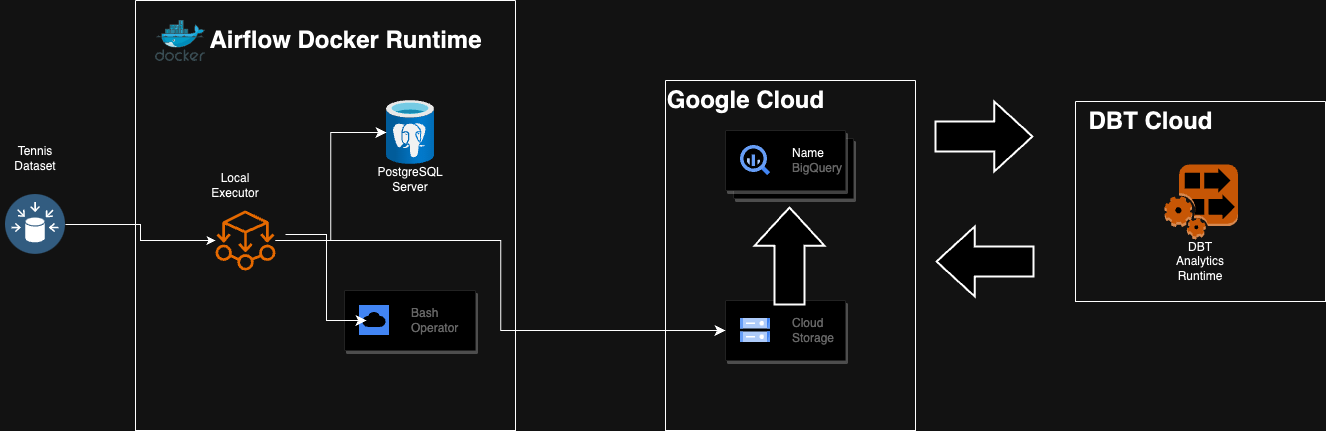 docker
Airflow Docker Runtime
Tennis
Dataset
Local
Executor
PostgreSQL
Server
Bash
Operator
Google Cloud
Name
BigQuery
Cloud
Storage
DBT Cloud
DBT
Analytics
Runtime